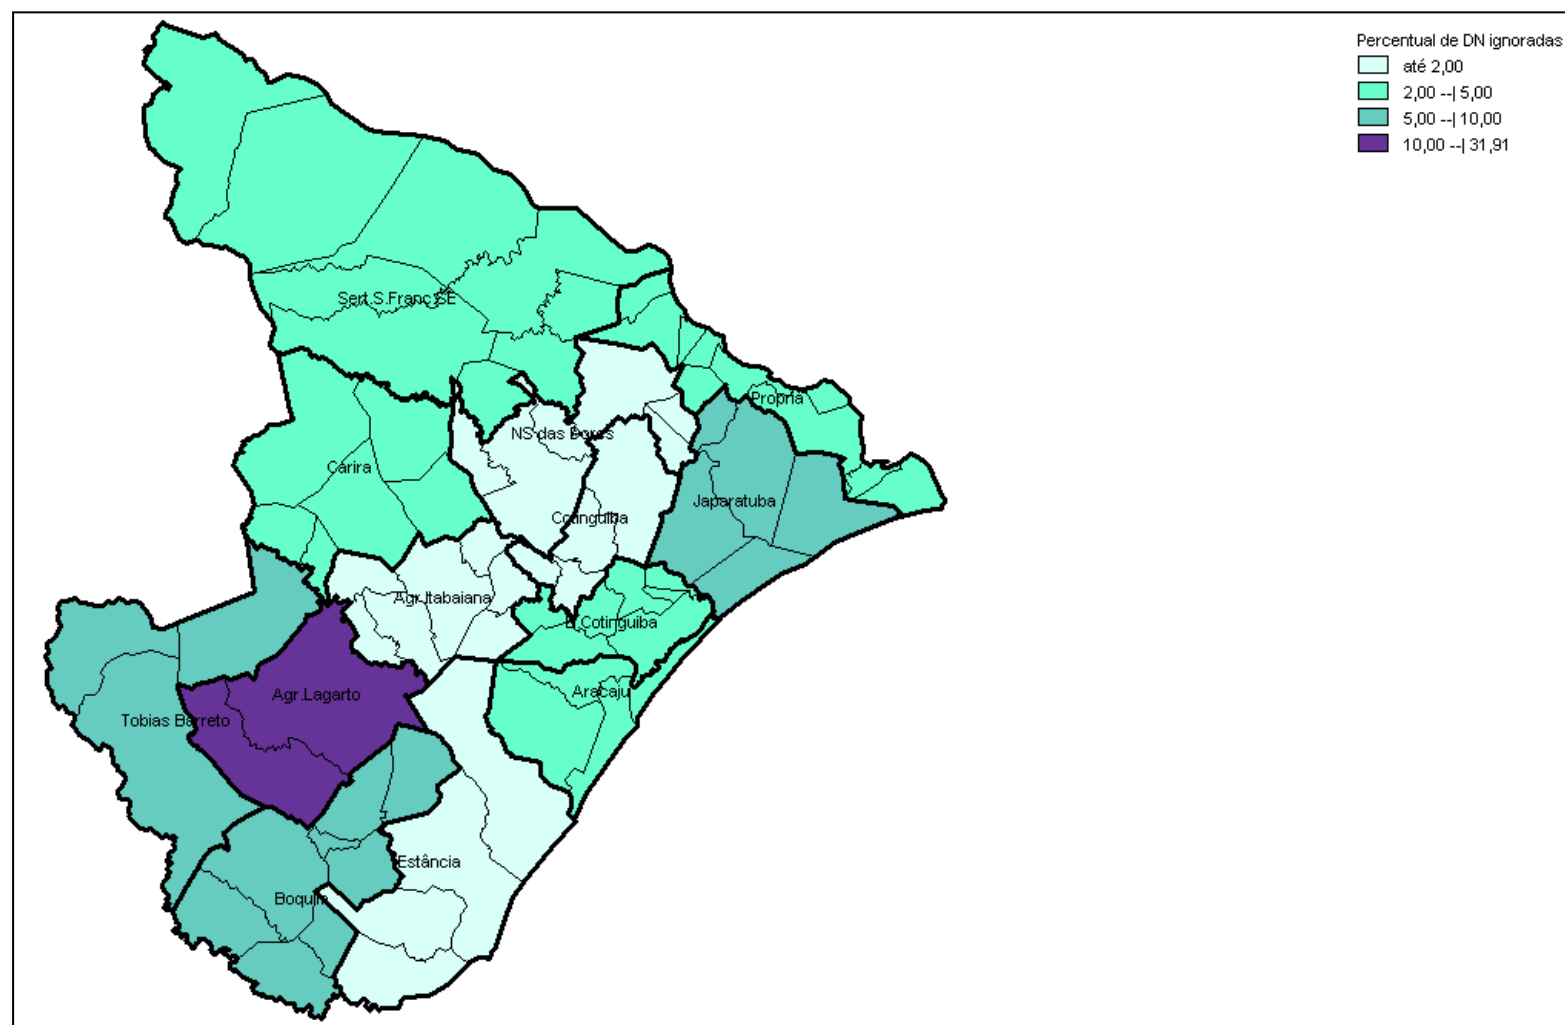 Percentual de DN ignoradas
até 2,00
2,00 --| 5,00
5,00 --| 10,00
10,00 --| 31,91
Sert.S.Franc.SE
Propriá
NS das Dores
Carira
Japaratuba
Cotinguiba
Agr.Itabaiana
B.Cotinguiba
Aracaju
Agr.Lagarto
Tobias Barreto
Estância
Boquim